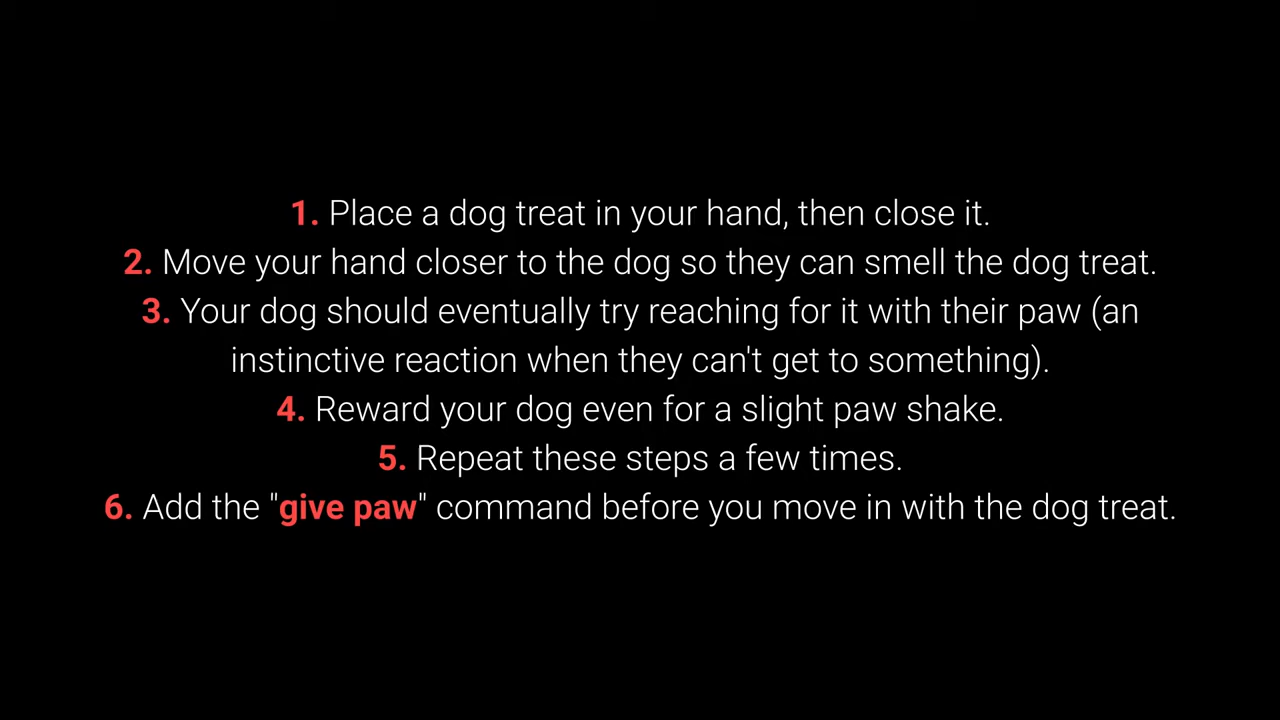 1. Place a dog treat in your hand, then close it.
2. Move your hand closer to the dog so they can smell the dog treat.
3. Your dog should eventually try reaching for it with their paw (an
instinctive reaction when they can't get to something).
4. Reward your dog even for a slight paw shake.
5. Repeat these steps a few times.
6. Add the "give paw" command before you move in with the dog treat.